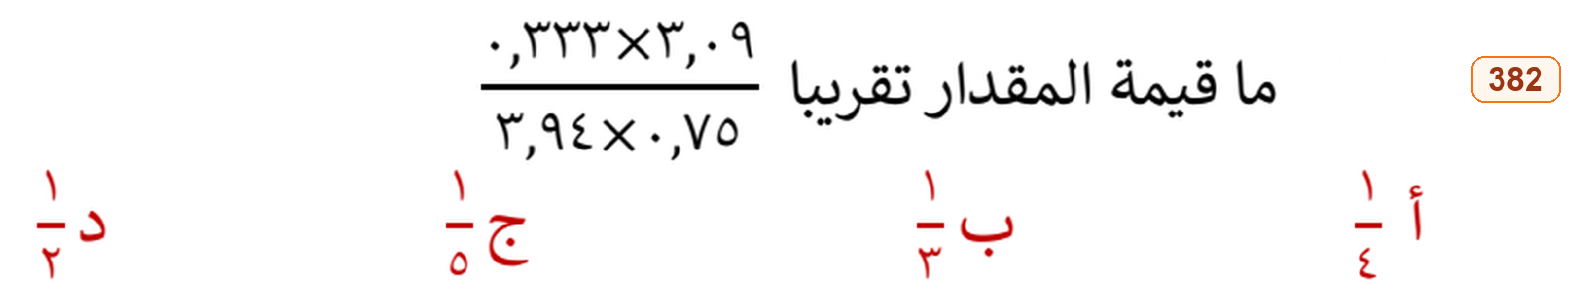 382
ما قيمة المقدار تقريبا
٠,٣٣٣×٣,٠٩
٣,٩٤×٠,٧٥
أ ١/٤ ب ١/٣ ج ١/٥ د ١/٢